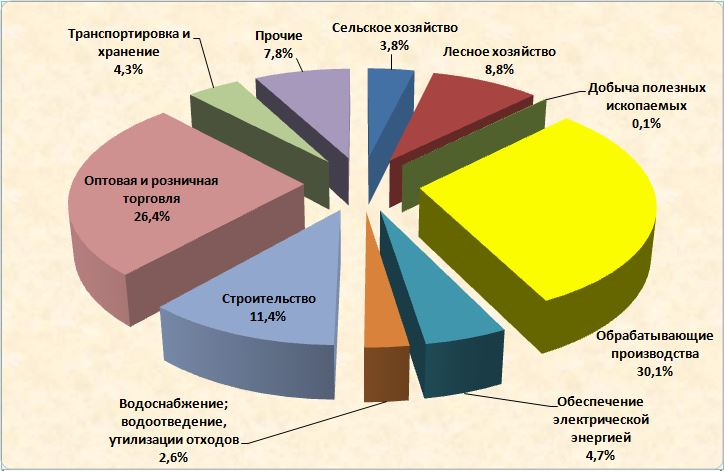 Сельское хозяйство
3,8%
Лесное хозяйство
8,8%
Добыча полезных
ископаемых
0,1%
Обрабатывающие
производства
30,1%
Обеспечение
электрической
энергией
4,7%
Водоснабжение;
водоотведение,
утилизации отходов
2,6%
Строительство
11,4%
Оптовая и розничная
торговля
26,4%
Транспортировка и
хранение
4,3%
Прочие
7,8%